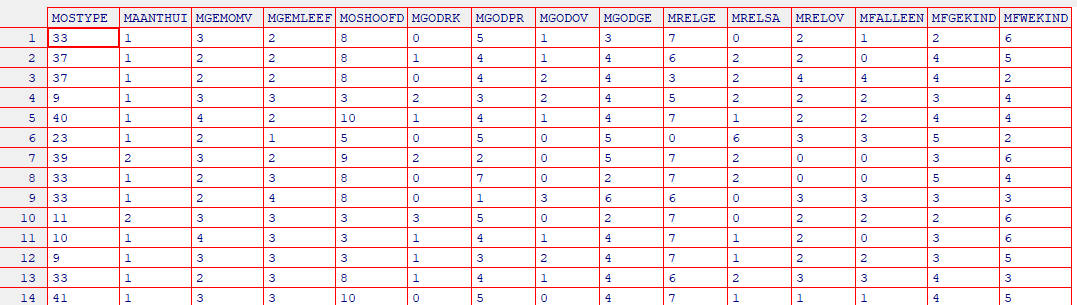 MOSTYPE MAANTHUI MGEMOMV MGEMLEEF MOSHOOFD MGODRK MGODPR MGODOV MGODGE MRELGE MRELSA MRELOV MFALLEEN MFGEKIND MFWEKIND
1 33 1 3 2 8 0 5 1 3 7 0 2 1 2 6
2 37 1 2 2 8 1 4 1 4 6 2 2 0 4 5
3 37 1 2 2 8 0 4 2 4 3 2 4 4 4 2
4 9 1 3 3 3 2 3 2 4 5 2 2 2 3 4
5 40 1 4 2 10 1 4 1 4 7 1 2 2 4 4
6 23 1 2 1 5 0 5 0 5 0 6 3 3 5 2
7 39 2 3 2 9 2 2 0 5 7 2 0 0 3 6
8 33 1 2 3 8 0 7 0 2 7 2 0 0 5 4
9 33 1 2 4 8 0 1 3 6 6 0 3 3 3 3
10 11 2 3 3 3 3 5 0 2 7 0 2 2 2 6
11 10 1 4 3 3 1 4 1 4 7 1 2 0 3 6
12 9 1 3 3 3 1 3 2 4 7 1 2 2 3 5
13 33 1 2 3 8 1 4 1 4 6 2 3 3 4 3
14 41 1 3 3 10 0 5 0 4 7 1 1 1 4 5